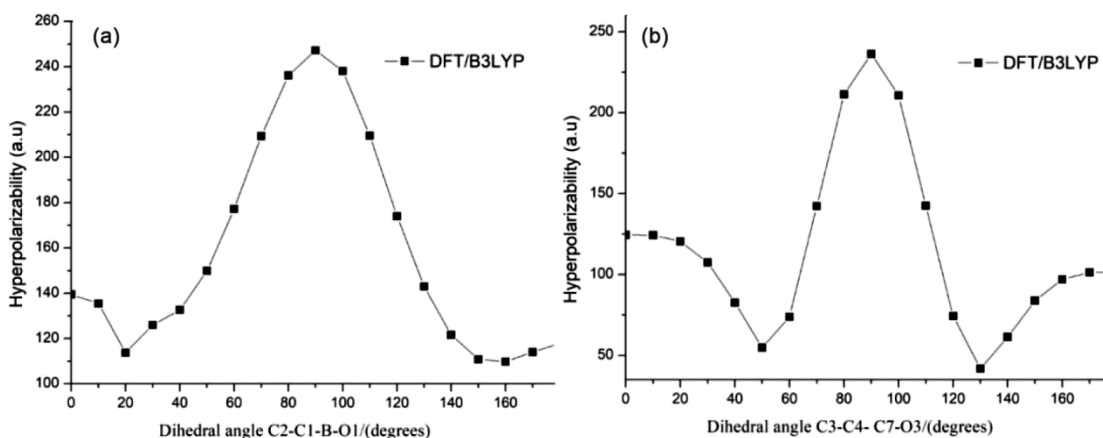 (a)
DFT/B3LYP
260
240
220
200
180
160
140
120
100
Hyperpolarizability (a.u)
0 20 40 60 80 100 120 140 160
Dihedral angle C2-C1-B-O1/(degrees)
(b)
DFT/B3LYP
250
200
150
100
50
Hyperpolarizability (a.u)
0 20 40 60 80 100 120 140 160
Dihedral angle C3-C4- C7-O3/(degrees)